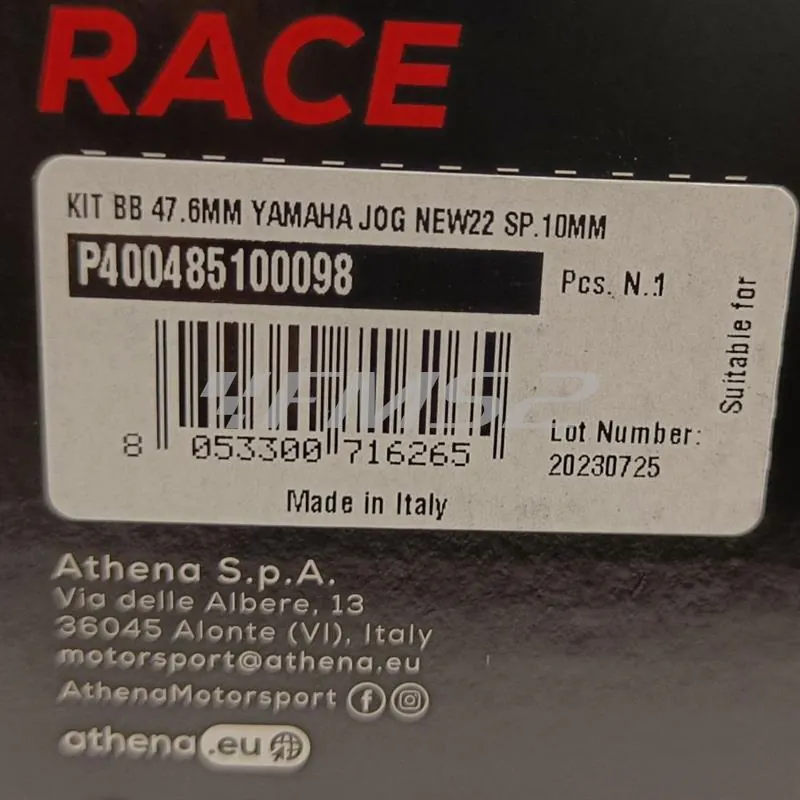 RACE
KIT BB 47.6MM YAMAHA JOG NEW22 SP.10MM
P400485100098
Pcs. N.1
Suitable for
8 053300 716265
Lot Number:
20230725
Made in Italy
Athena S.p.A.
Via delle Albere, 13
36045 Alonte (VI), Italy
motorsport@athena.eu
AthenaMotorsport
athena.eu